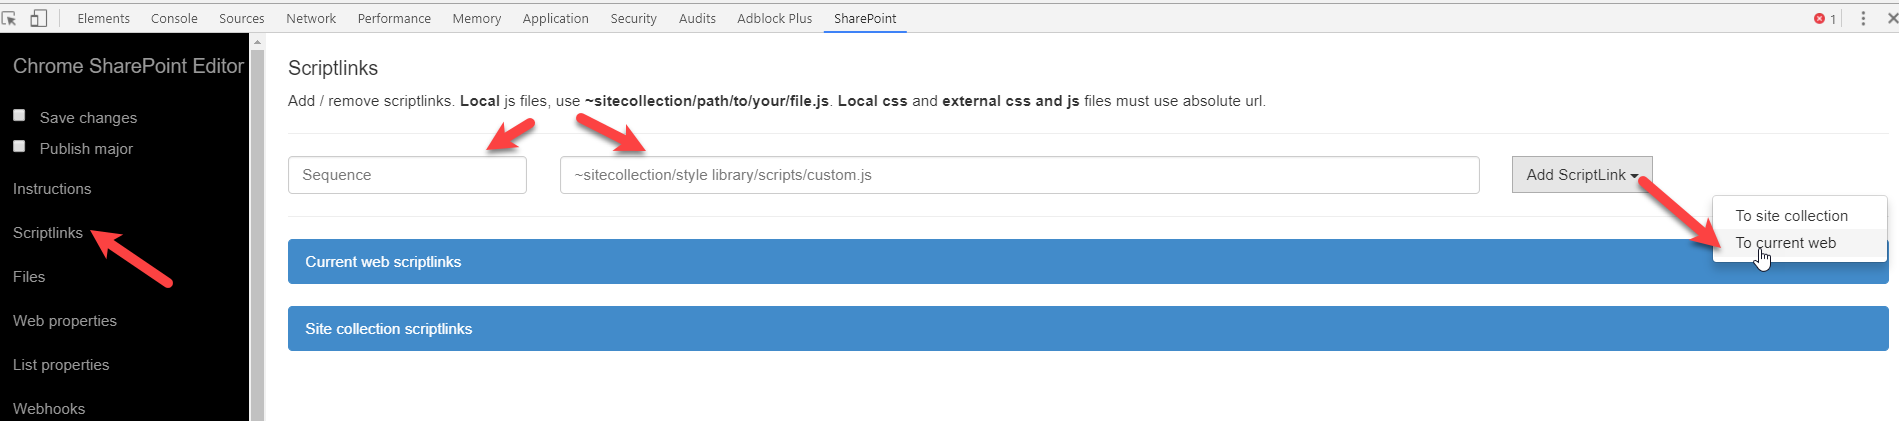 Elements Console Sources Network Performance Memory Application Security Audits Adblock Plus SharePoint 1
Chrome SharePoint Editor
Save changes
Publish major
Instructions
Scriptlinks
Files
Web properties
List properties
Webhooks
Scriptlinks
Add / remove scriptlinks. Local js files, use ~sitecollection/path/to/your/file.js. Local css and external css and js files must use absolute url.
Sequence ~sitecollection/style library/scripts/custom.js Add ScriptLink
To site collection
To current web
Current web scriptlinks
Site collection scriptlinks